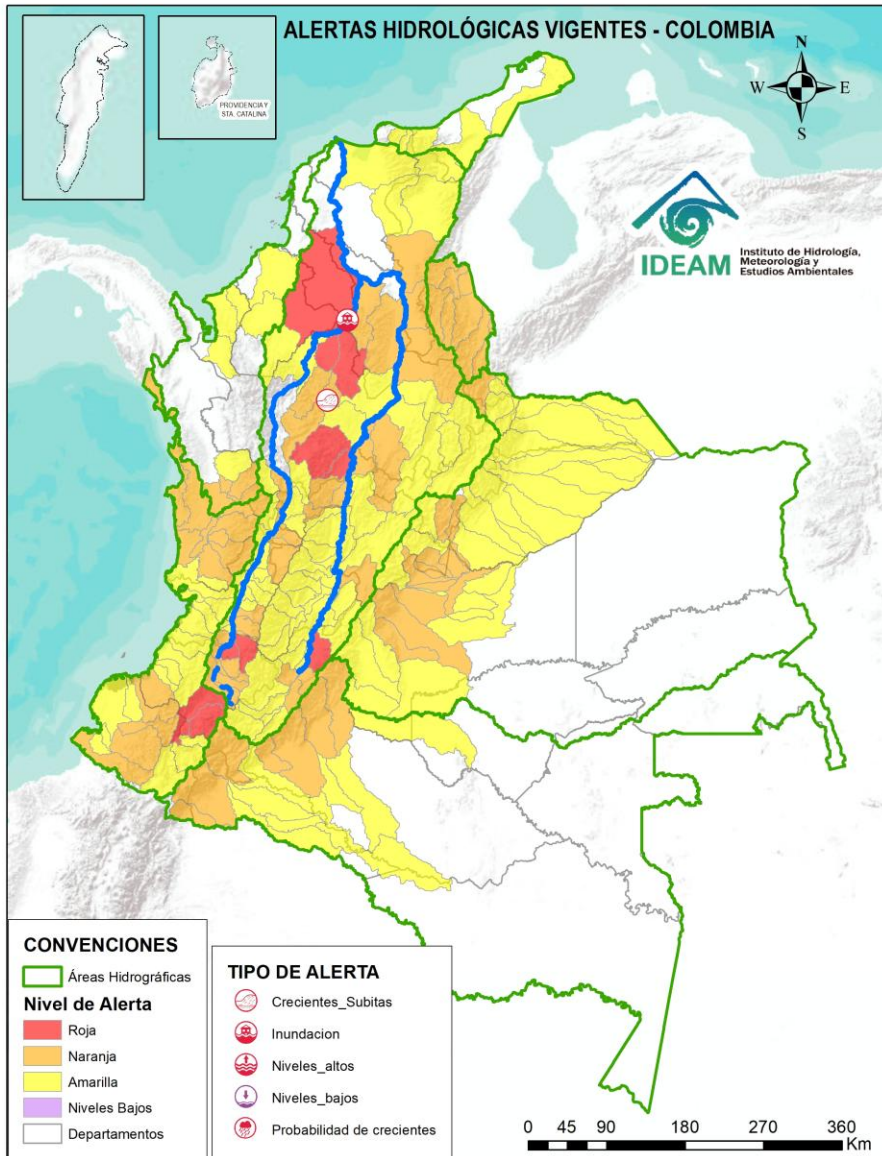 ALERTAS HIDROLÓGICAS VIGENTES - COLOMBIA
PROVIDENCIA Y
STA. CATALINA
N
W
E
S
IDEAM
Instituto de Hidrología,
Meteorología y
Estudios Ambientales
CONVENCIONES
Áreas Hidrográficas
Nivel de Alerta
Roja
Naranja
Amarilla
Niveles Bajos
Departamentos
TIPO DE ALERTA
Crecientes_Subitas
Inundacion
Niveles_altos
Niveles_bajos
Probabilidad de crecientes
0 45 90 180 270 360
Km